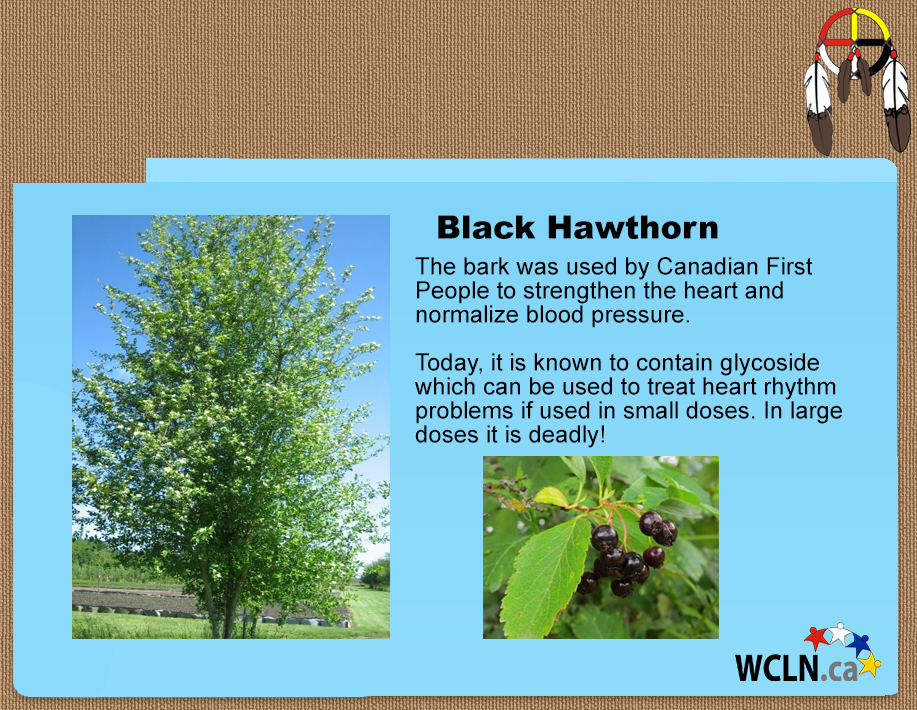 Black Hawthorn
The bark was used by Canadian First
People to strengthen the heart and
normalize blood pressure.
Today, it is known to contain glycoside
which can be used to treat heart rhythm
problems if used in small doses. In large
doses it is deadly!
WCLN.ca